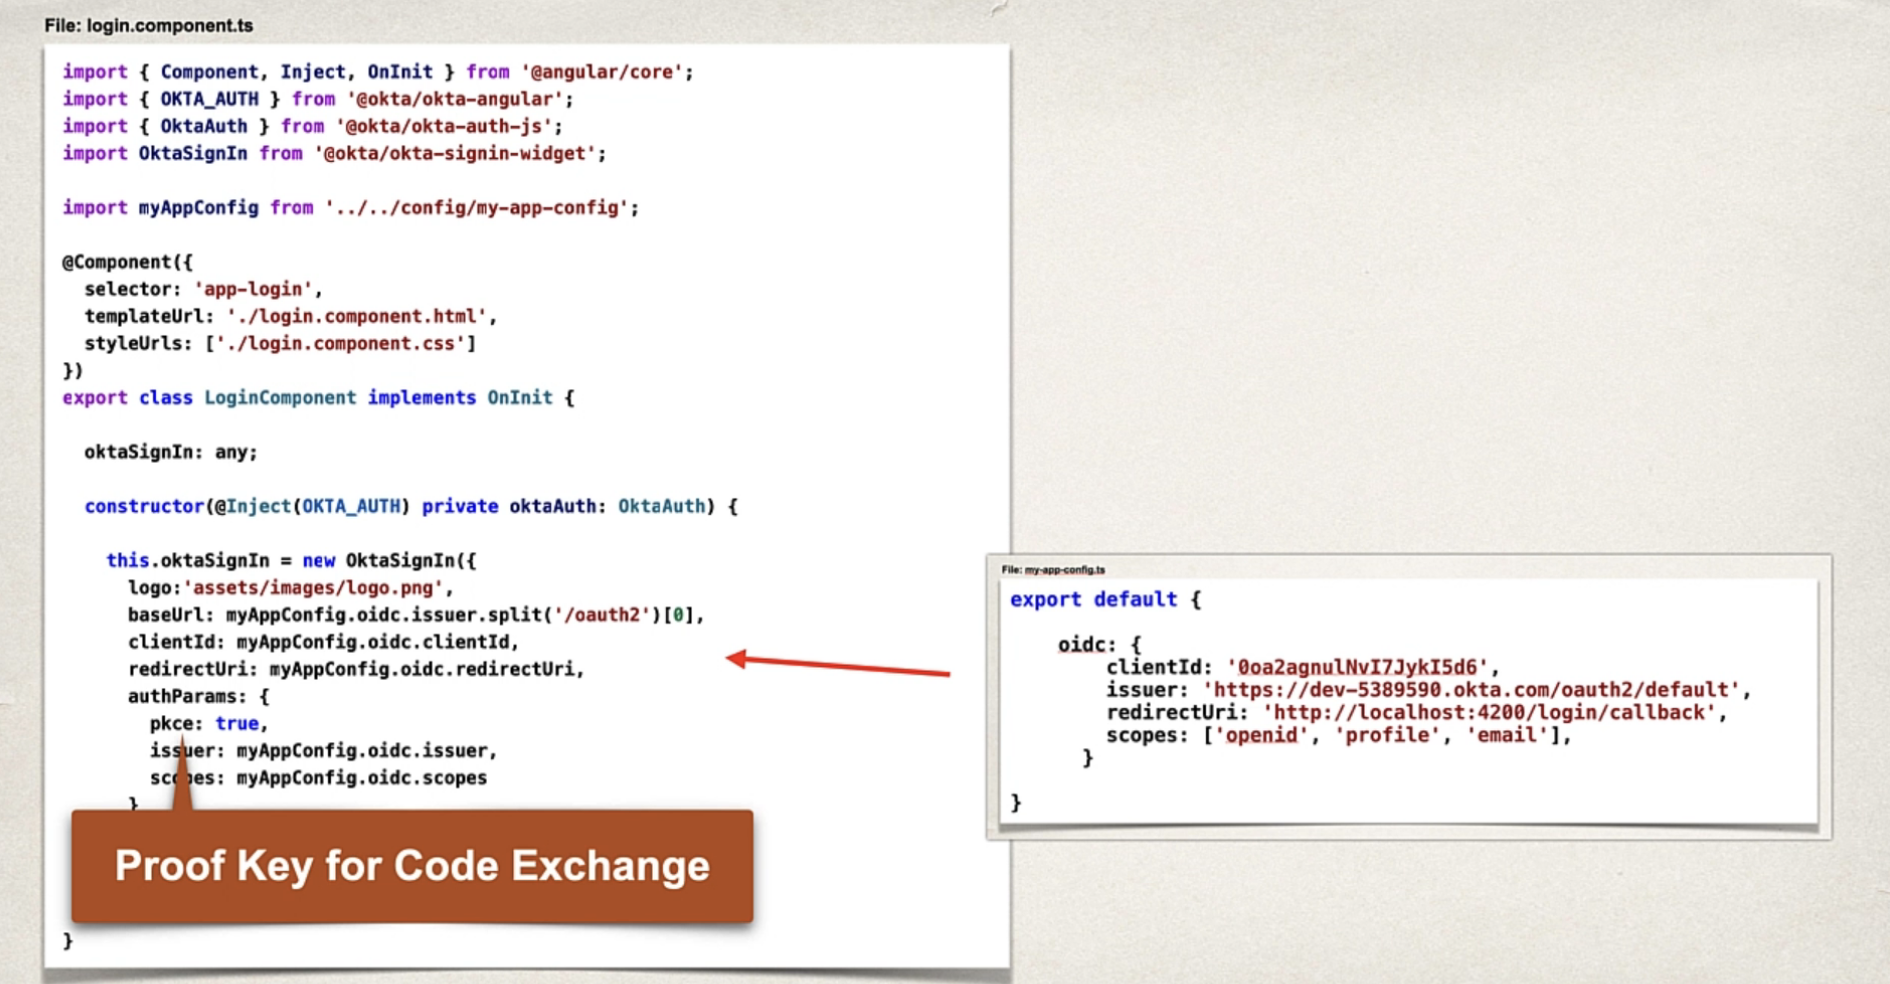 File: login.component.ts
import { Component, Inject, OnInit } from '@angular/core';
import { OKTA_AUTH } from '@okta/okta-angular';
import { OktaAuth } from '@okta/okta-auth-js';
import OktaSignIn from '@okta/okta-signin-widget';
import myAppConfig from '../../config/my-app-config';
@Component({
selector: 'app-login',
templateUrl: './login.component.html',
styleUrls: ['./login.component.css']
})
export class LoginComponent implements OnInit {
oktaSignIn: any;
constructor(@Inject(OKTA_AUTH) private oktaAuth: OktaAuth) {
this.oktaSignIn = new OktaSignIn({
logo:'assets/images/logo.png',
baseUrl: myAppConfig.oidc.issuer.split('/oauth2')[0],
clientId: myAppConfig.oidc.clientId,
redirectUri: myAppConfig.oidc.redirectUri,
authParams: {
pkce: true,
issuer: myAppConfig.oidc.issuer,
scopes: myAppConfig.oidc.scopes
}
Proof Key for Code Exchange
}
File: my-app-config.ts
export default {
oidc: {
clientId: '0oa2agnulNvI7JykI5d6',
issuer: 'https://dev-5389590.okta.com/oauth2/default',
redirectUri: 'http://localhost:4200/login/callback',
scopes: ['openid', 'profile', 'email'],
}
}